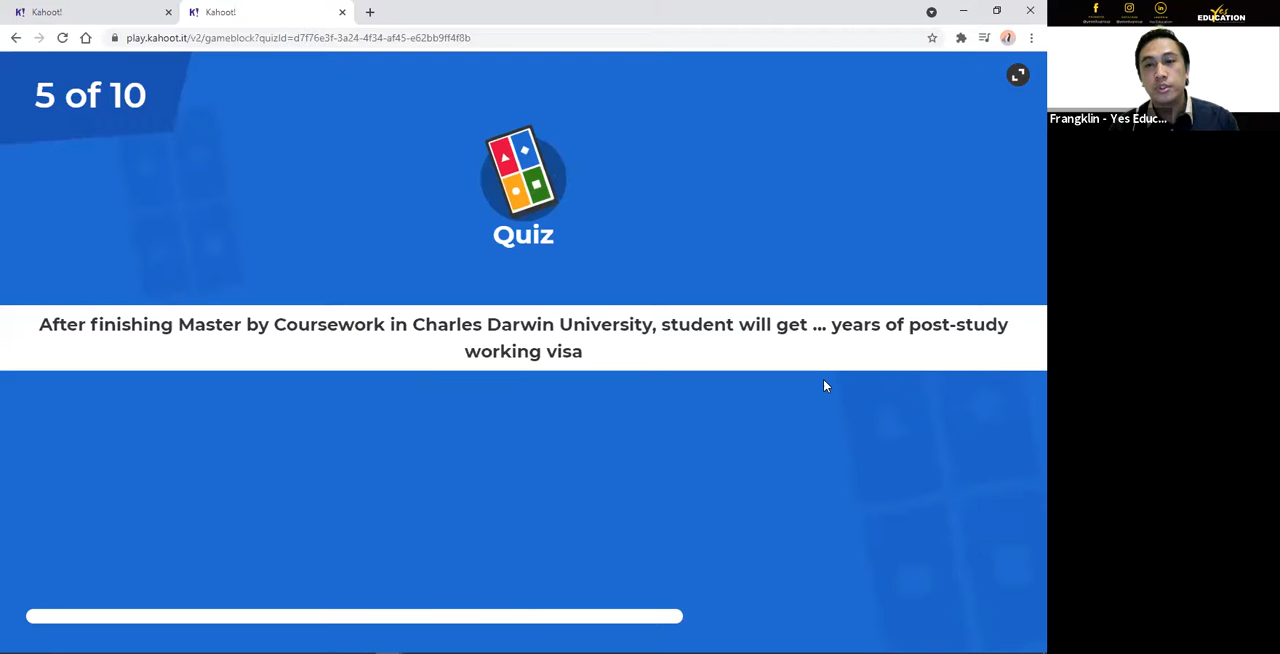 Kahoot!
Kahoot!
play.kahoot.it/v2/gameblock?quizId=d7f76e3f-3a24-4f34-af45-e62bb9ff4f8b
5 of 10
Quiz
After finishing Master by Coursework in Charles Darwin University, student will get ... years of post-study
working visa
Yes
EDUCATION
Frangklin - Yes Educ...